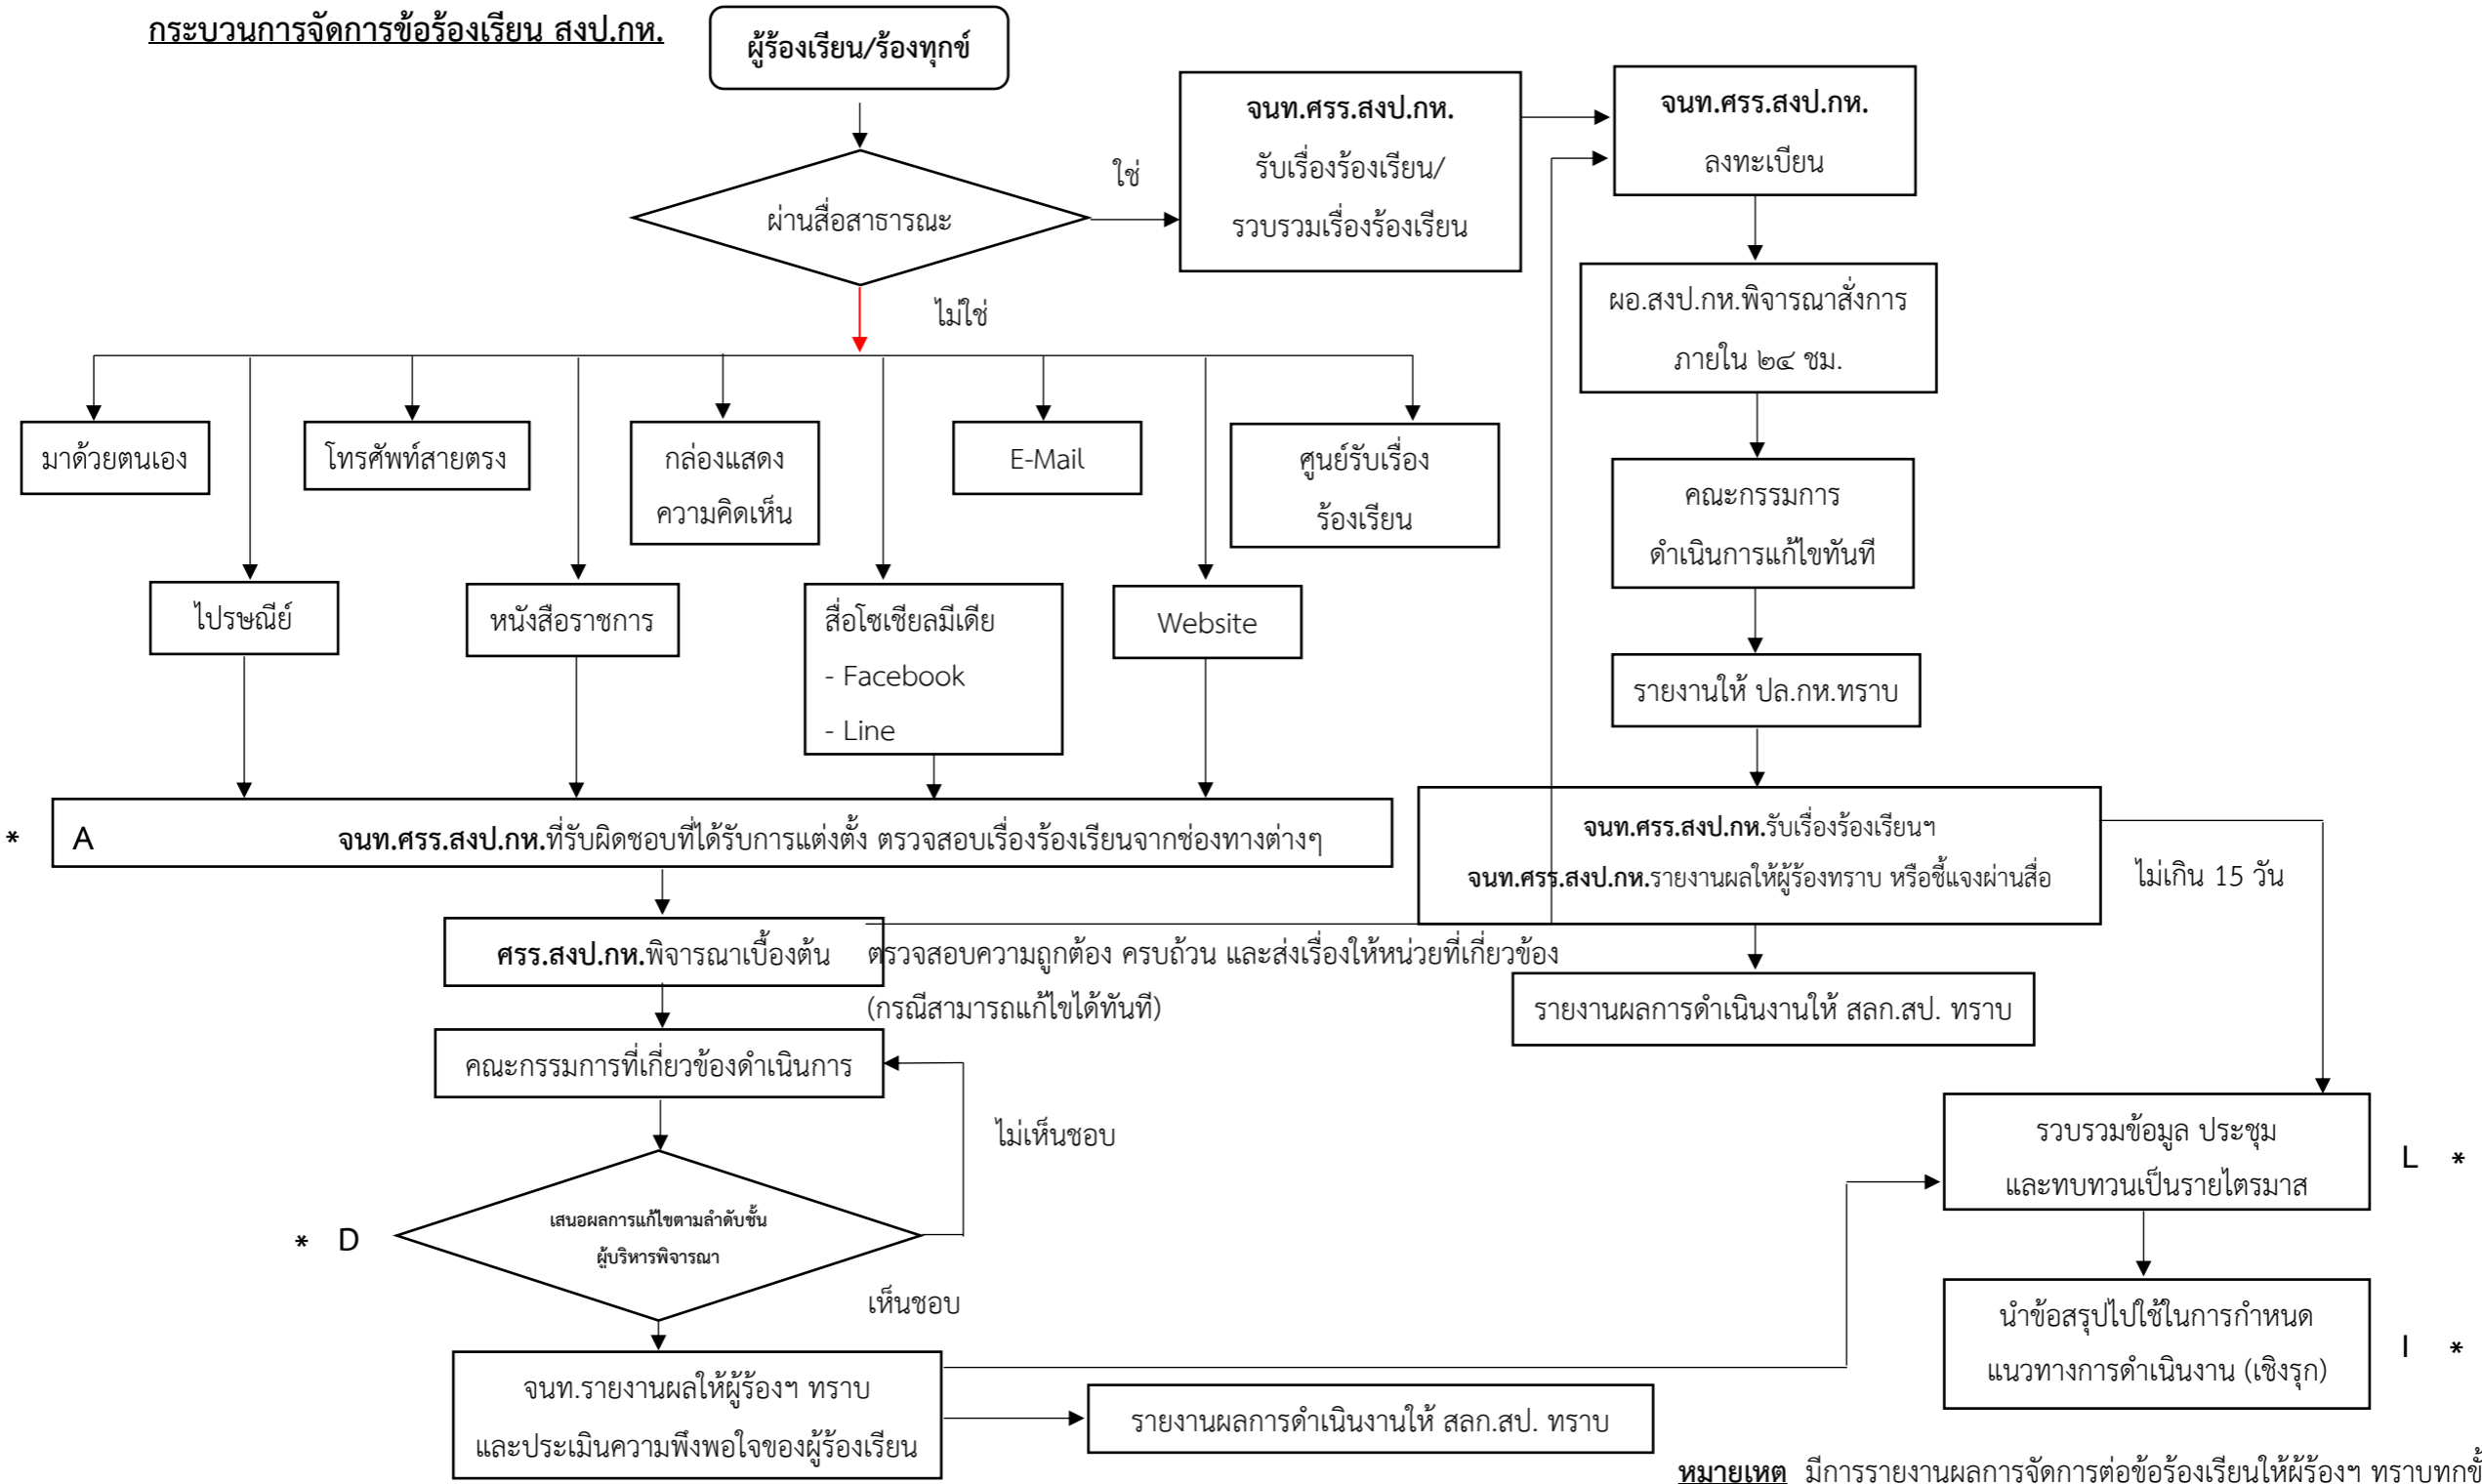 กระบวนการจัดการข้อร้องเรียน สงป.กห.
ผู้ร้องเรียน/ร้องทุกข์
ผ่านสื่อสาธารณะ
ใช่
จนท.ศรร.สงป.กห.
รับเรื่องร้องเรียน/
รวบรวมเรื่องร้องเรียน
จนท.ศรร.สงป.กห.
ลงทะเบียน
ไม่ใช่
ผอ.สงป.กห.พิจารณาสั่งการ
ภายใน ๒๔ ชม.
มาด้วยตนเอง
โทรศัพท์สายตรง
กล่องแสดง
ความคิดเห็น
E-Mail
ศูนย์รับเรื่อง
ร้องเรียน
คณะกรรมการ
ดำเนินการแก้ไขทันที
ไปรษณีย์
หนังสือราชการ
สื่อโซเชียลมีเดีย
- Facebook
- Line
Website
รายงานให้ ปล.กห.ทราบ
* A จนท.ศรร.สงป.กห.ที่รับผิดชอบที่ได้รับการแต่งตั้ง ตรวจสอบเรื่องร้องเรียนจากช่องทางต่างๆ
จนท.ศรร.สงป.กห.รับเรื่องร้องเรียนฯ
จนท.ศรร.สงป.กห.รายงานผลให้ผู้ร้องทราบ หรือชี้แจงผ่านสื่อ
ไม่เกิน 15 วัน
ศรร.สงป.กห.พิจารณาเบื้องต้น
ตรวจสอบความถูกต้อง ครบถ้วน และส่งเรื่องให้หน่วยที่เกี่ยวข้อง
(กรณีสามารถแก้ไขได้ทันที)
รายงานผลการดำเนินงานให้ สลก.สป. ทราบ
คณะกรรมการที่เกี่ยวข้องดำเนินการ
ไม่เห็นชอบ
รวบรวมข้อมูล ประชุม
และทบทวนเป็นรายไตรมาส
L *
* D
เสนอผลการแก้ไขตามลำดับชั้น
ผู้บริหารพิจารณา
เห็นชอบ
นำข้อสรุปไปใช้ในการกำหนด
แนวทางการดำเนินงาน (เชิงรุก)
I *
จนท.รายงานผลให้ผู้ร้องฯ ทราบ
และประเมินความพึงพอใจของผู้ร้องเรียน
รายงานผลการดำเนินงานให้ สลก.สป. ทราบ
หมายเหตุ มีการรายงานผลการจัดการต่อข้อร้องเรียนให้ผู้ร้องฯ ทราบ